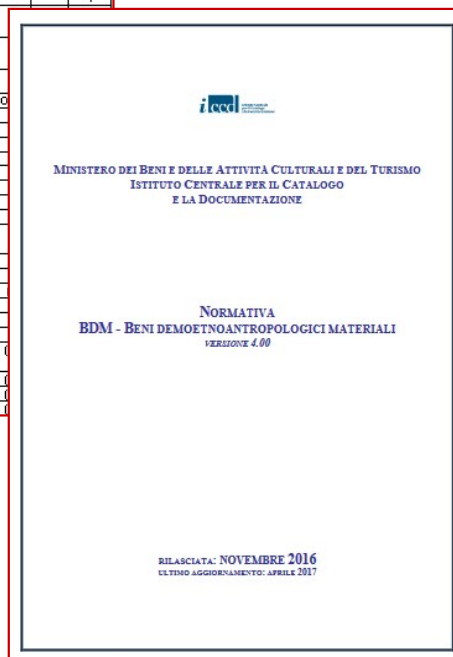 iccd
MINISTERO DEI BENI E DELLE ATTIVITÀ CULTURALI E DEL TURISMO
ISTITUTO CENTRALE PER IL CATALOGO
E LA DOCUMENTAZIONE
NORMATIVA
BDM - BENI DEMOETNOANTROPOLOGICI MATERIALI
VERSIONE 4.00
RILASCIATA: NOVEMBRE 2016
ULTIMO AGGIORNAMENTO: APRILE 2017